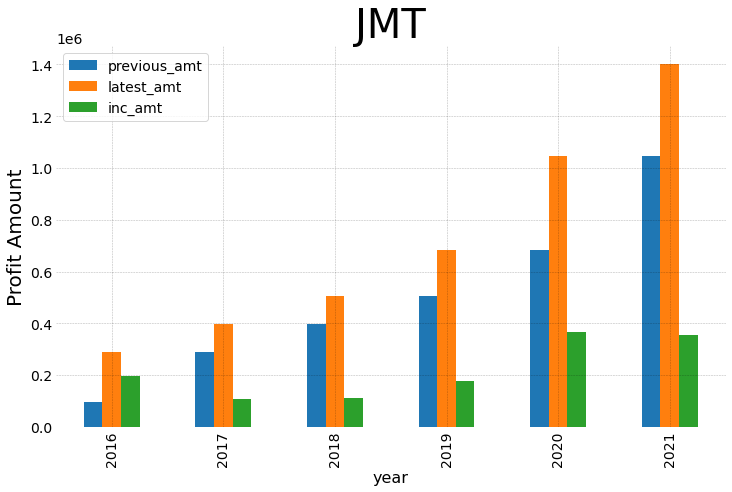 JMT
1e6
previous_amt
latest_amt
inc_amt
Profit Amount
1.4
1.2
1.0
0.8
0.6
0.4
0.2
0.0
2016
2017
2018
2019
2020
2021
year